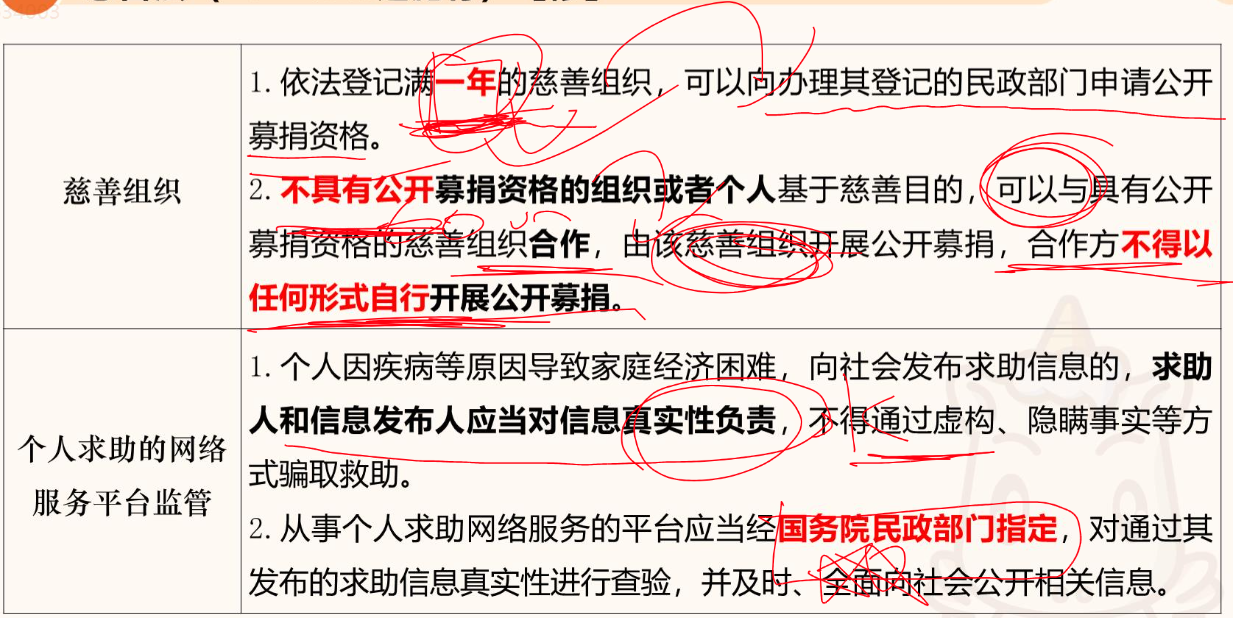 慈善组织
1. 依法登记满一年的慈善组织，可以向办理其登记的民政部门申请公开
募捐资格。
2. 不具有公开募捐资格的组织或者个人基于慈善目的，可以与具有公开
募捐资格的慈善组织合作，由该慈善组织开展公开募捐，合作方不得以
任何形式自行开展公开募捐。
个人求助的网络
服务平台监管
1. 个人因疾病等原因导致家庭经济困难，向社会发布求助信息的，求助
人和信息发布人应当对信息真实性负责，不得通过虚构、隐瞒事实等方
式骗取救助。
2. 从事个人求助网络服务的平台应当经国务院民政部门指定，对通过其
发布的求助信息真实性进行查验，并及时、全面向社会公开相关信息。